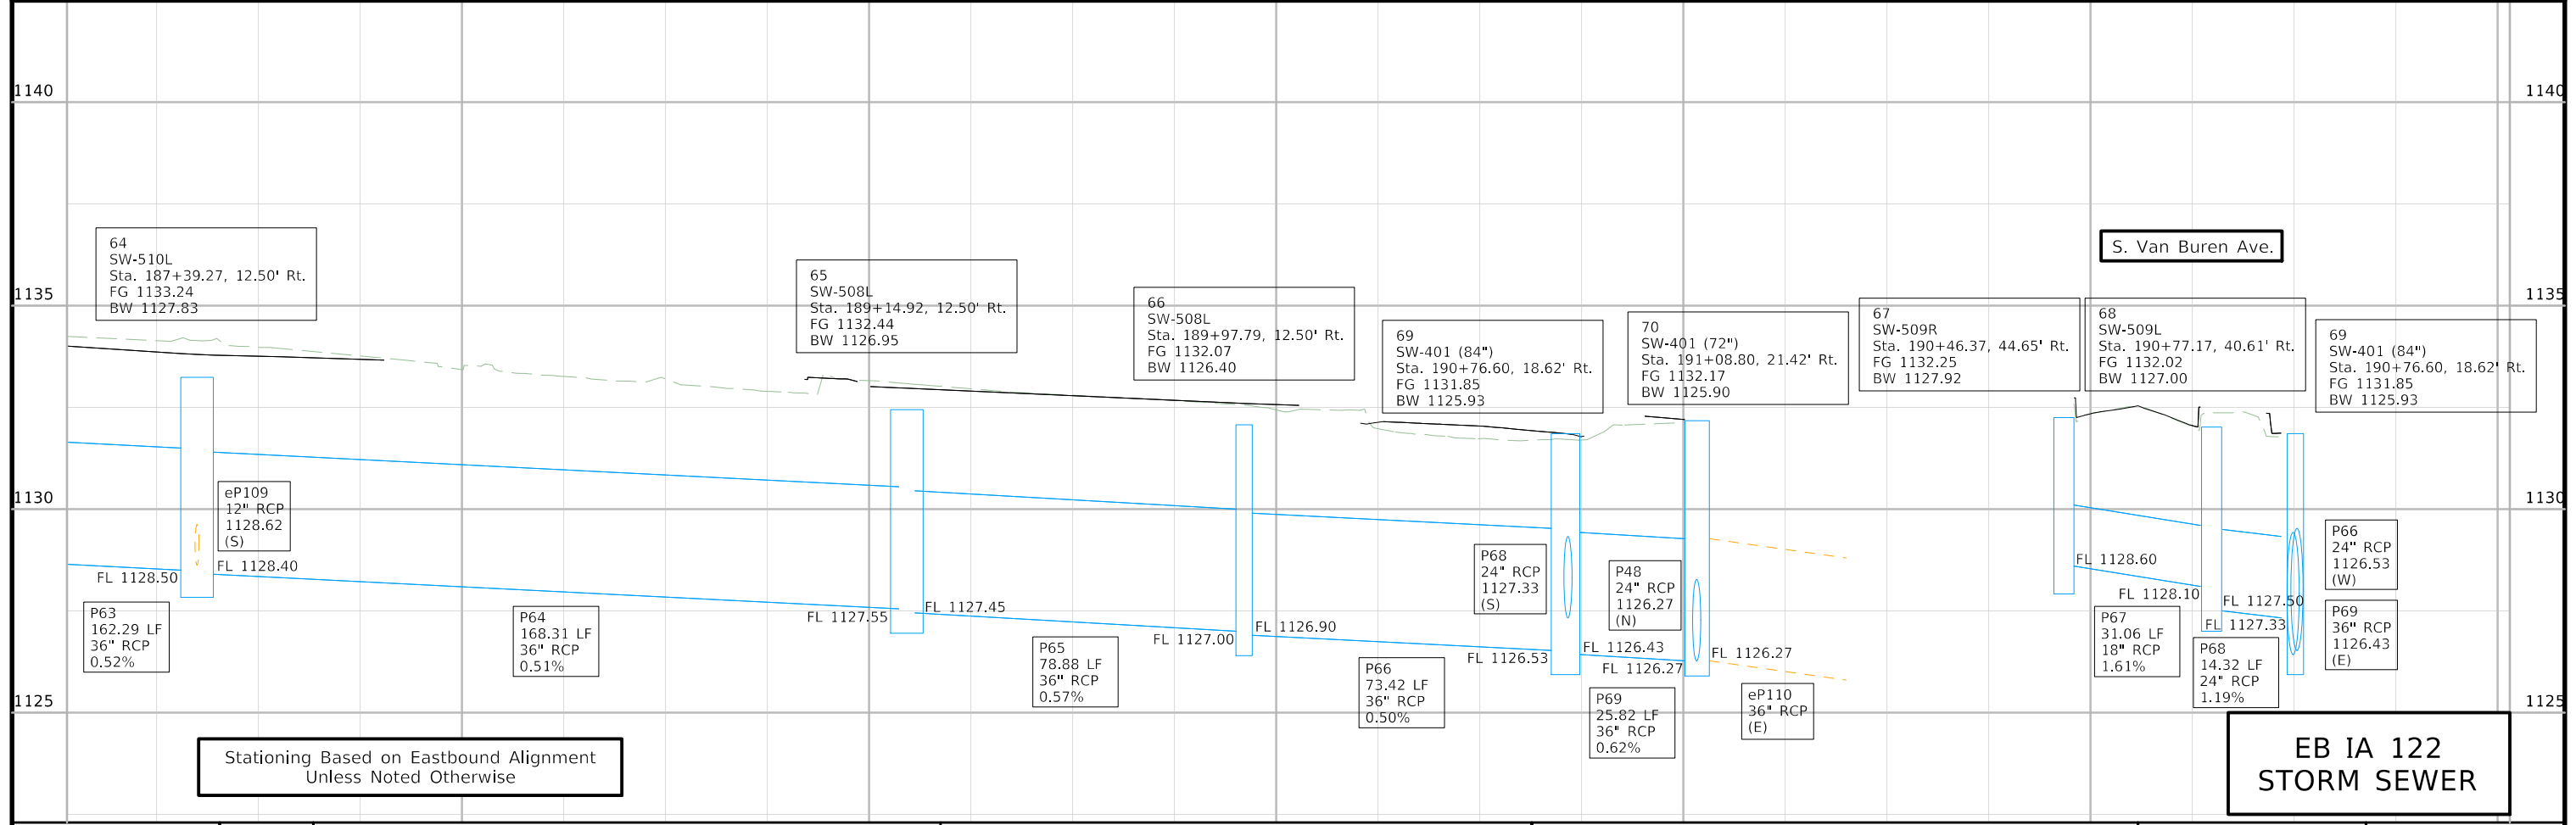 1140
1140
1135
1135
1130
1130
1125
1125
64
SW-510L
Sta. 187+39.27, 12.50' Rt.
FG 1133.24
BW 1127.83
65
SW-508L
Sta. 189+14.92, 12.50' Rt.
FG 1132.44
BW 1126.95
66
SW-508L
Sta. 189+97.79, 12.50' Rt.
FG 1132.07
BW 1126.40
69
SW-401 (84")
Sta. 190+76.60, 18.62' Rt.
FG 1131.85
BW 1125.93
70
SW-401 (72")
Sta. 191+08.80, 21.42' Rt.
FG 1132.17
BW 1125.90
67
SW-509R
Sta. 190+46.37, 44.65' Rt.
FG 1132.25
BW 1127.92
S. Van Buren Ave.
68
SW-509L
Sta. 190+77.17, 40.61' Rt.
FG 1132.02
BW 1127.00
69
SW-401 (84")
Sta. 190+76.60, 18.62' Rt.
FG 1131.85
BW 1125.93
eP109
12" RCP
1128.62
(S)
FL 1128.50
FL 1128.40
P63
162.29 LF
36" RCP
0.52%
P64
168.31 LF
36" RCP
0.51%
FL 1127.55
FL 1127.45
P65
78.88 LF
36" RCP
0.57%
FL 1127.00
FL 1126.90
P66
73.42 LF
36" RCP
0.50%
P68
24" RCP
1127.33
(S)
FL 1126.53
FL 1126.43
P48
24" RCP
1126.27
(N)
FL 1126.27
FL 1126.27
P69
25.82 LF
36" RCP
0.62%
eP110
36" RCP
(E)
FL 1128.60
FL 1128.10
P67
31.06 LF
18" RCP
1.61%
FL 1127.50
FL 1127.33
P68
14.32 LF
24" RCP
1.19%
P66
24" RCP
1126.53
(W)
P69
36" RCP
1126.43
(E)
Stationing Based on Eastbound Alignment
Unless Noted Otherwise
EB IA 122
STORM SEWER